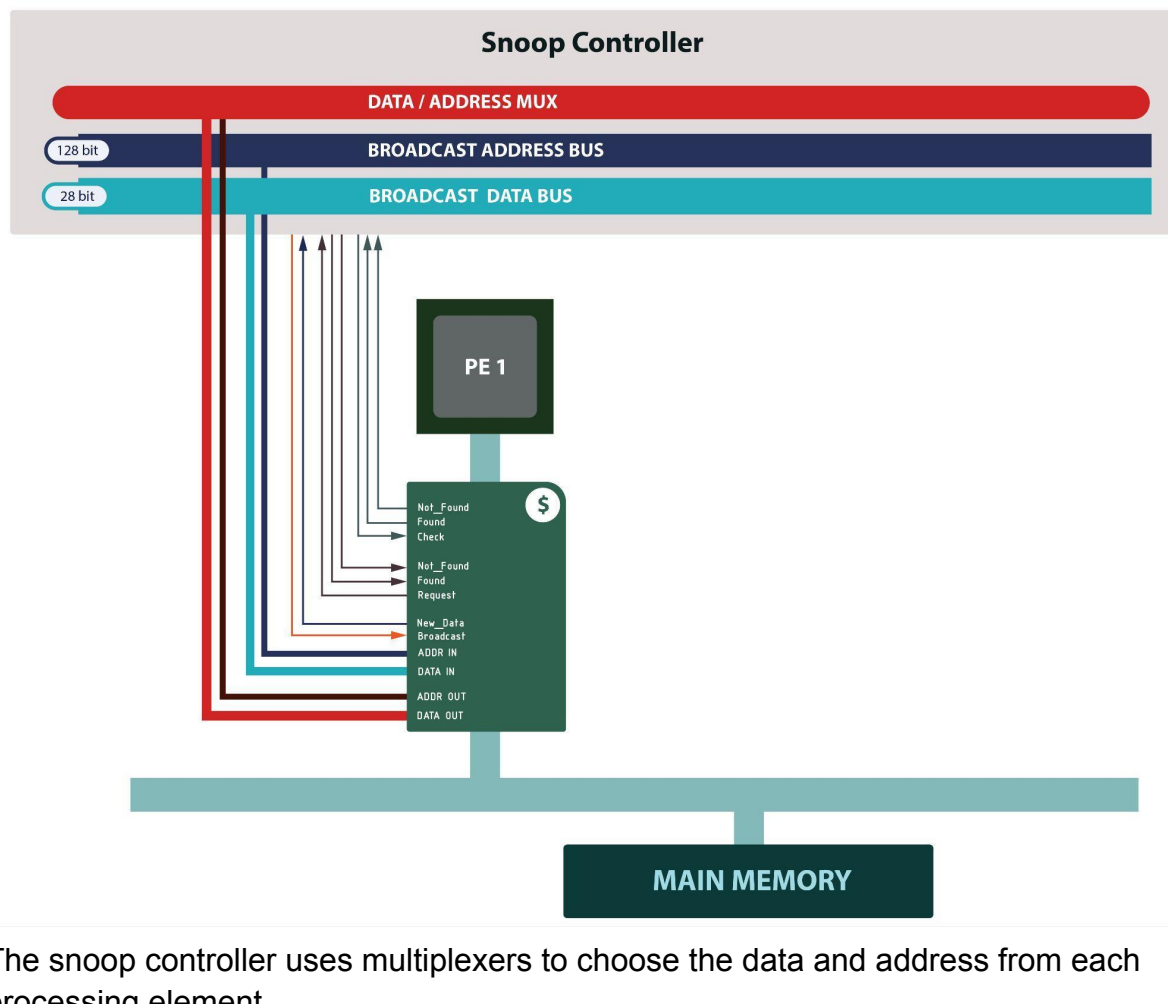 Snoop Controller
DATA / ADDRESS MUX
128 bit
BROADCAST ADDRESS BUS
28 bit
BROADCAST DATA BUS
PE 1
$
Not_Found
Found
Check
Not_Found
Found
Request
New_Data
Broadcast
ADDR IN
DATA IN
ADDR OUT
DATA OUT
MAIN MEMORY
The snoop controller uses multiplexers to choose the data and address from each
processing element